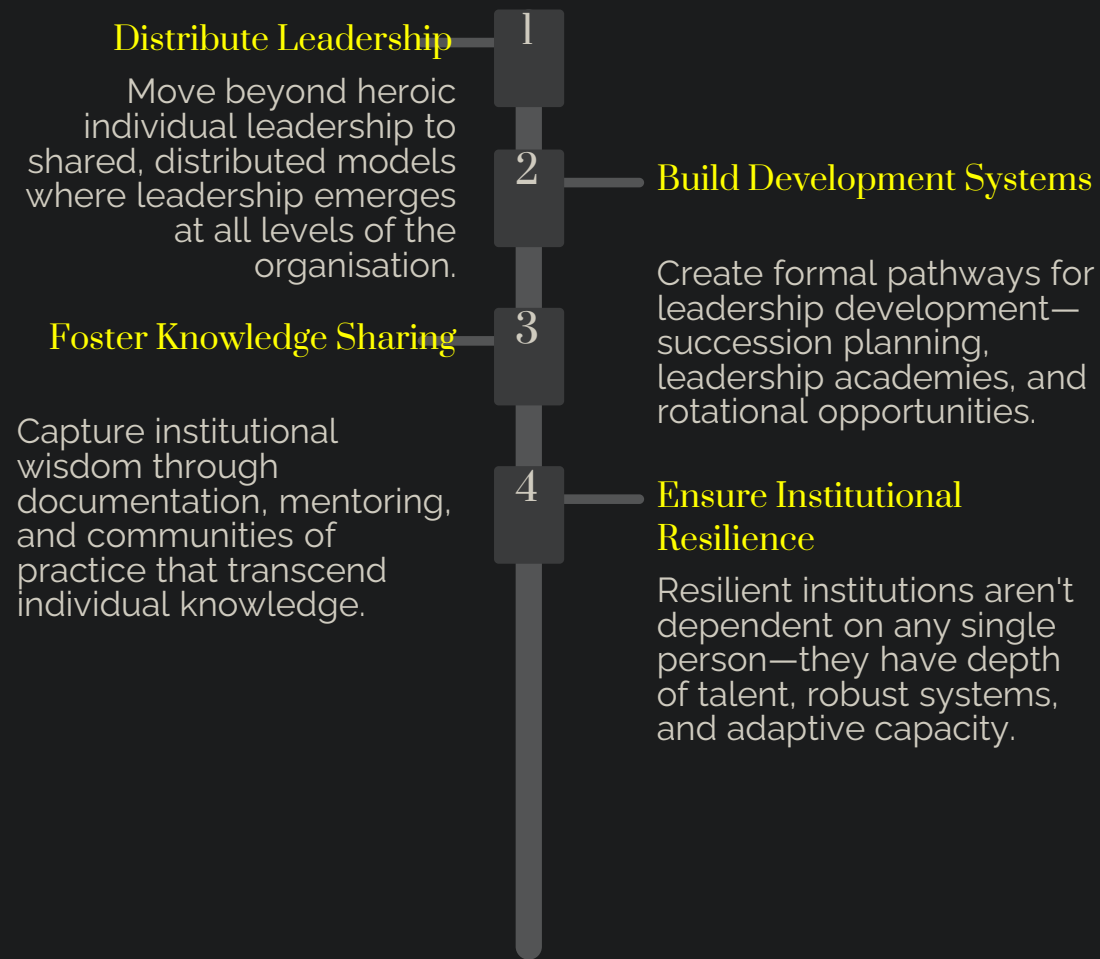 1
Distribute Leadership
Move beyond heroic
individual leadership to
shared, distributed models
where leadership emerges
at all levels of the
organisation.
2
Build Development Systems
Create formal pathways for
leadership development—
succession planning,
leadership academies, and
rotational opportunities.
3
Foster Knowledge Sharing
Capture institutional
wisdom through
documentation, mentoring,
and communities of
practice that transcend
individual knowledge.
4
Ensure Institutional
Resilience
Resilient institutions aren't
dependent on any single
person—they have depth
of talent, robust systems,
and adaptive capacity.